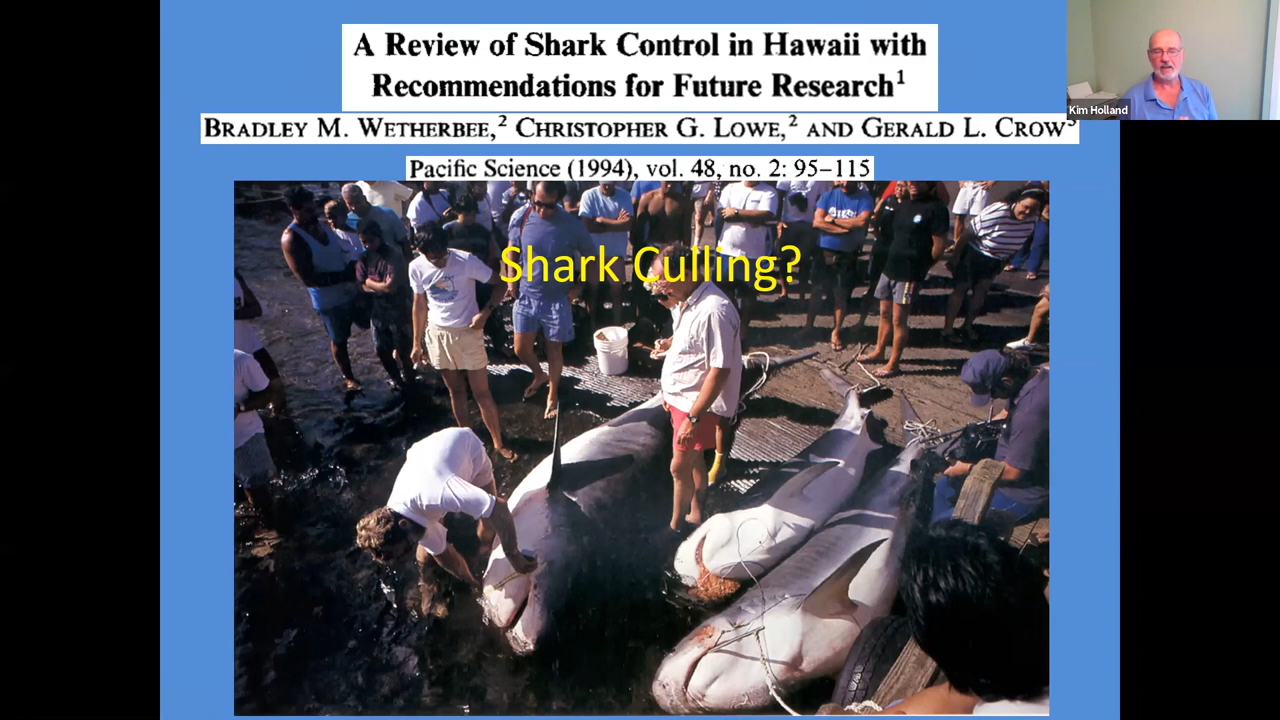 A Review of Shark Control in Hawaii with
Recommendations for Future Research¹
BRADLEY M. WETHERBEE,² CHRISTOPHER G. LOWE,² AND GERALD L. CROW³
Pacific Science (1994), vol. 48, no. 2: 95–115
Shark Culling?
Kim Holland